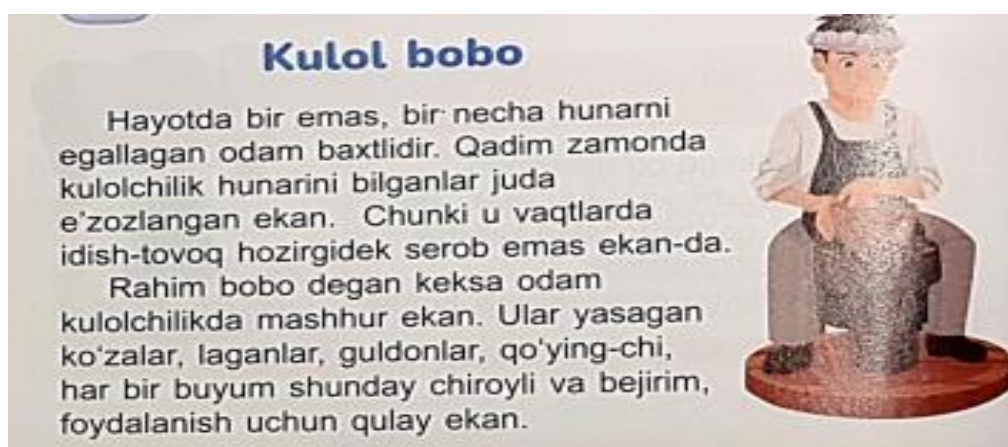 Kulol bobo
Hayotda bir emas, bir necha hunarni
egallagan odam baxtlidir. Qadim zamonda
kulolchilik hunarini bilganlar juda
e'zozlangan ekan. Chunki u vaqtlarda
idish-tovoq hozirgidek serob emas ekan-da.
Rahim bobo degan keksa odam
kulolchilikda mashhur ekan. Ular yasagan
ko‘zalar, laganlar, guldonlar, qo‘ying-chi,
har bir buyum shunday chiroyli va bejirim,
foydalanish uchun qulay ekan.